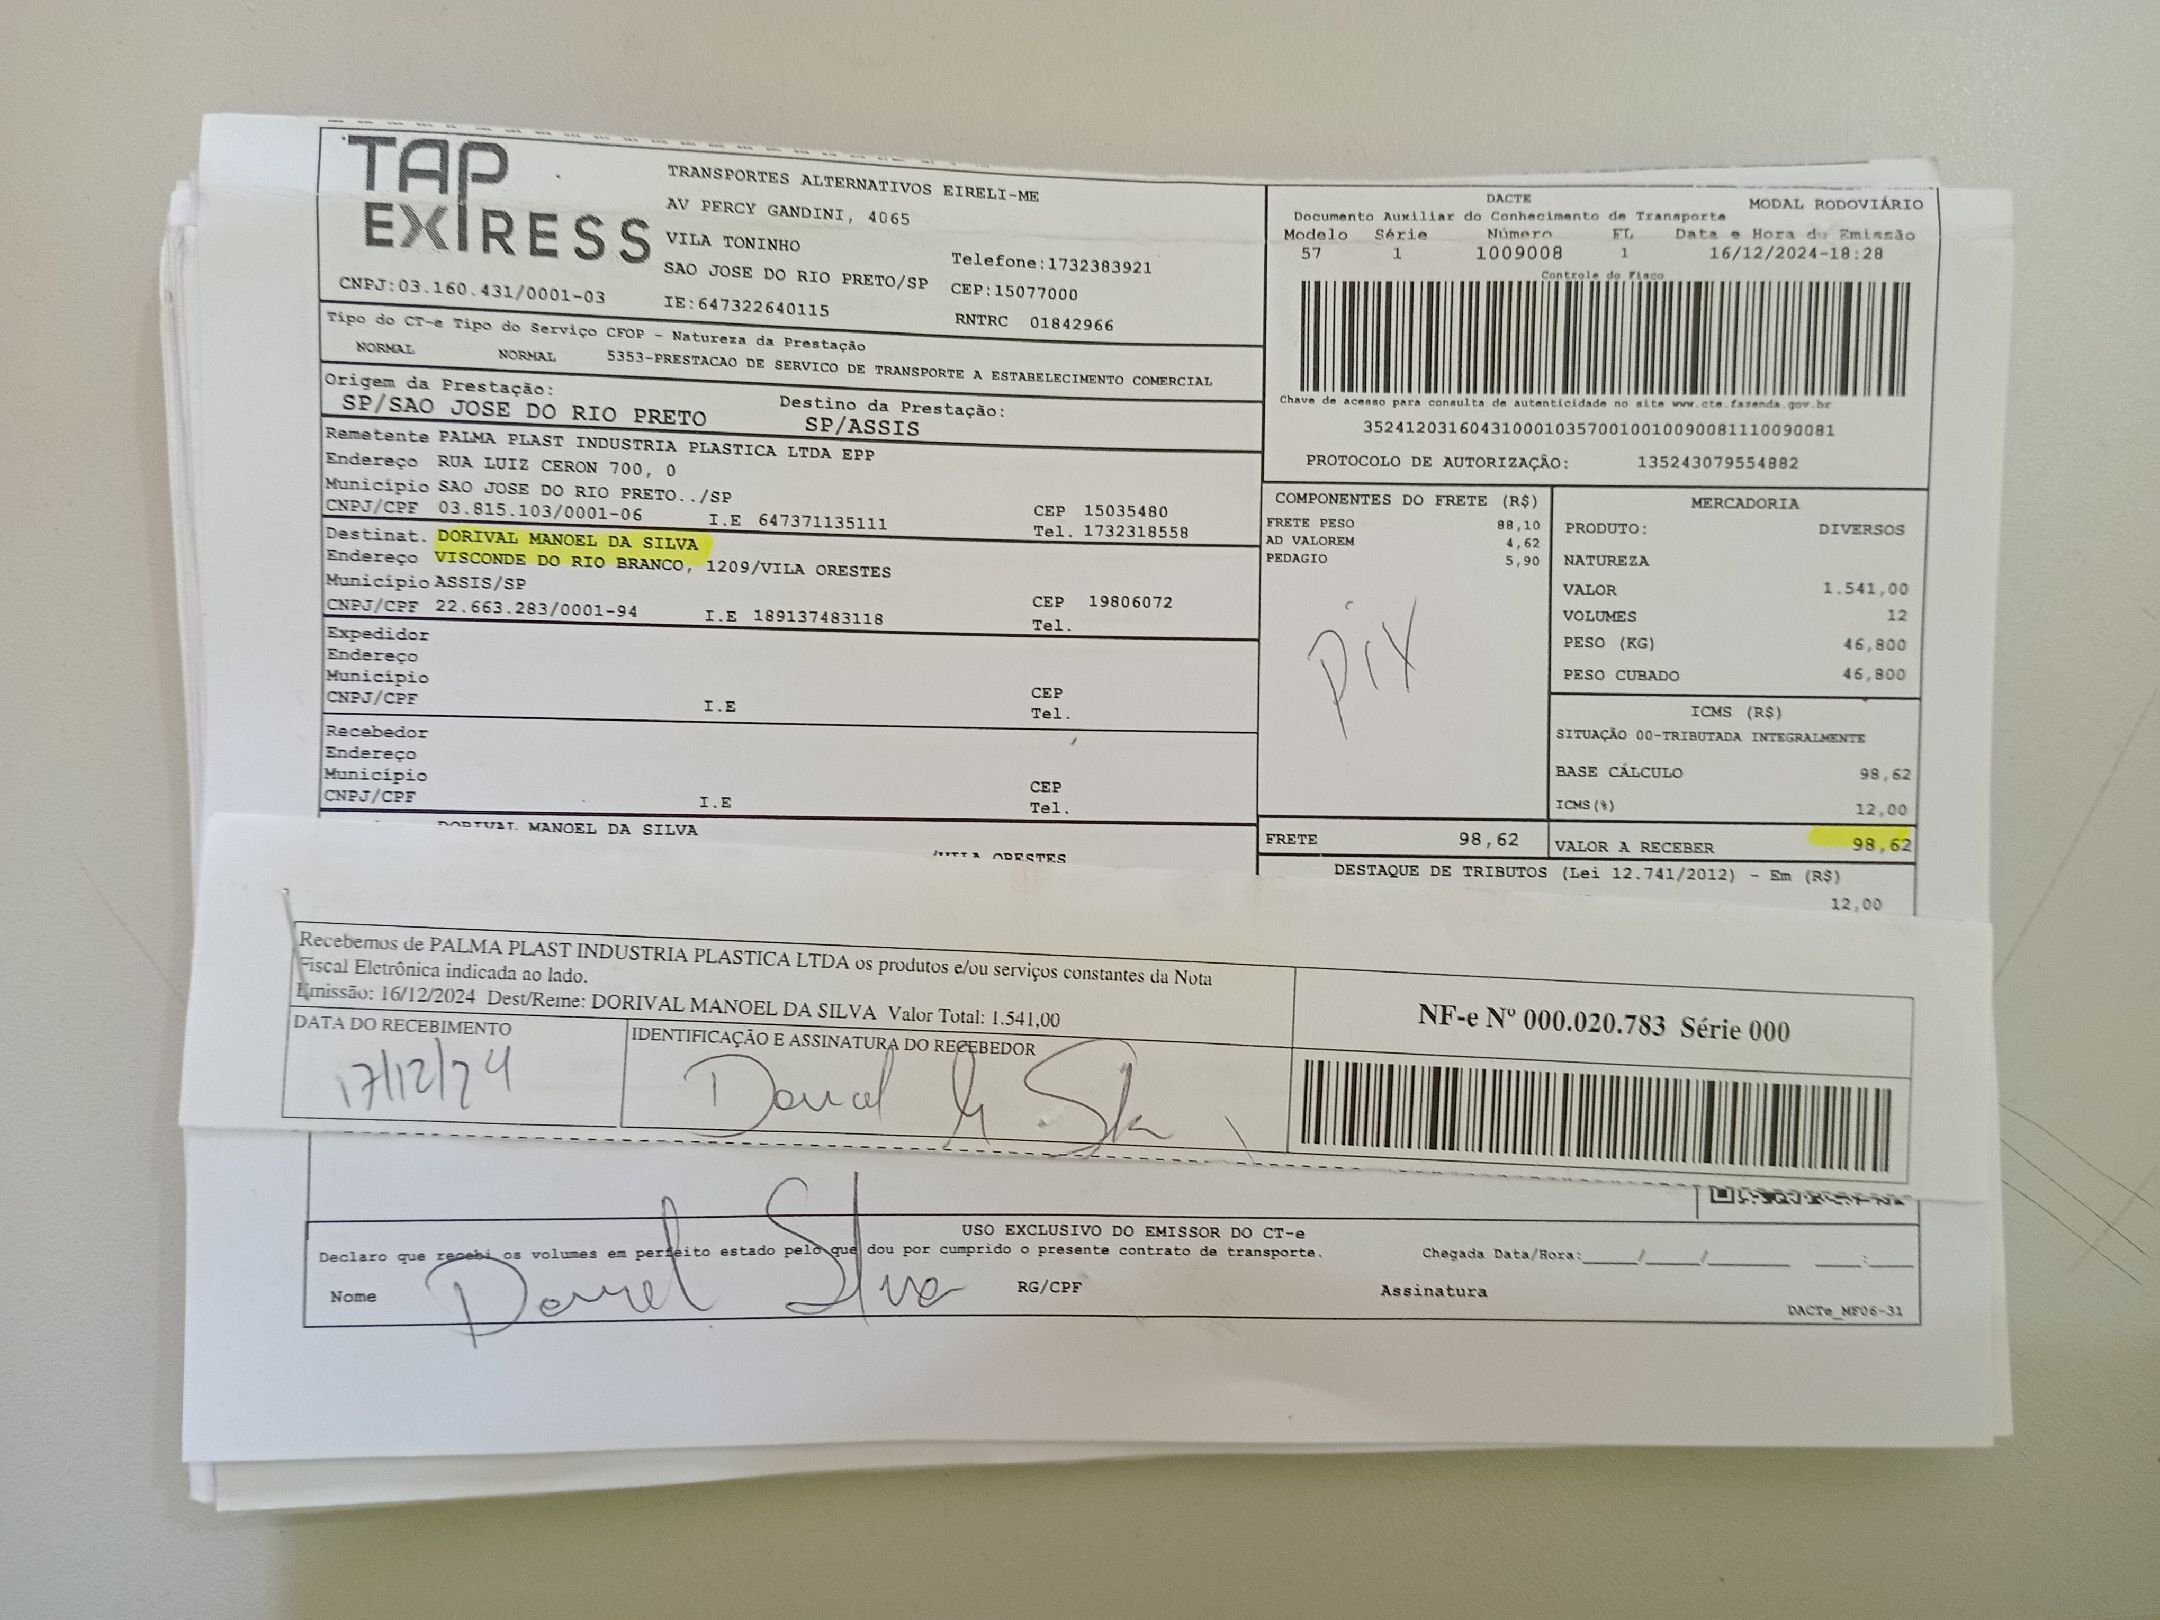 TAP
EXPRESS
TRANSPORTES ALTERNATIVOS EIRELI-ME
AV PERCY GANDINI, 4065
VILA TONINHO
Telefone:1732383921
SAO JOSE DO RIO PRETO/SP
CEP:15077000
CNPJ:03.160.431/0001-03
IE:647322640115
RNTRC 01842966
DACTE
MODAL RODOVIÁRIO
Documento Auxiliar do Conhecimento de Transporte
Modelo Série Número FL Data e Hora de Emissão
57 1 1009008 1 16/12/2024-18:28
Controle do Fisco
Tipo do CT-e Tipo do Serviço CFOP - Natureza da Prestação
NORMAL NORMAL 5353-PRESTACAO DE SERVICO DE TRANSPORTE A ESTABELECIMENTO COMERCIAL
Chave de acesso para consulta de autenticidade no site www.cte.fazenda.gov.br
35241203160431000103570010010090081110090081
PROTOCOLO DE AUTORIZAÇÃO: 135243079554882
Origem da Prestação:
SP/SAO JOSE DO RIO PRETO
Destino da Prestação:
SP/ASSIS
Remetente PALMA PLAST INDUSTRIA PLASTICA LTDA EPP
Endereço RUA LUIZ CERON 700, 0
Município SAO JOSE DO RIO PRETO../SP
CEP 15035480
CNPJ/CPF 03.815.103/0001-06 I.E 647371135111 Tel. 1732318558
Destinat. DORIVAL MANOEL DA SILVA
Endereço VISCONDE DO RIO BRANCO, 1209/VILA ORESTES
Município ASSIS/SP
CEP 19806072
CNPJ/CPF 22.663.283/0001-94 I.E 189137483118 Tel.
Expedidor
Endereço
Município
CEP
CNPJ/CPF I.E Tel.
Recebedor
Endereço
Município
CEP
CNPJ/CPF I.E Tel.
DORIVAL MANOEL DA SILVA
/VILA ORESTES
COMPONENTES DO FRETE (R$)
FRETE PESO 88,10
AD VALOREM 4,62
PEDAGIO 5,90
Pix
FRETE 98,62
MERCADORIA
PRODUTO: DIVERSOS
NATUREZA
VALOR 1.541,00
VOLUMES 12
PESO (KG) 46,800
PESO CUBADO 46,800
ICMS (R$)
SITUAÇÃO 00-TRIBUTADA INTEGRALMENTE
BASE CÁLCULO 98,62
ICMS(%) 12,00
VALOR A RECEBER 98,62
DESTAQUE DE TRIBUTOS (Lei 12.741/2012) - Em (R$)
12,00
Recebemos de PALMA PLAST INDUSTRIA PLASTICA LTDA os produtos e/ou serviços constantes da Nota
Fiscal Eletrônica indicada ao lado.
Emissão: 16/12/2024 Dest/Reme: DORIVAL MANOEL DA SILVA Valor Total: 1.541,00
NF-e Nº 000.020.783 Série 000
DATA DO RECEBIMENTO
17/12/24
IDENTIFICAÇÃO E ASSINATURA DO RECEBEDOR
USO EXCLUSIVO DO EMISSOR DO CT-e
Declaro que recebi os volumes em perfeito estado pelo que dou por cumprido o presente contrato de transporte.
Chegada Data/Hora:____/____/______ ____:____
Nome
Silva
RG/CPF
Assinatura
DACTe_MF06-31